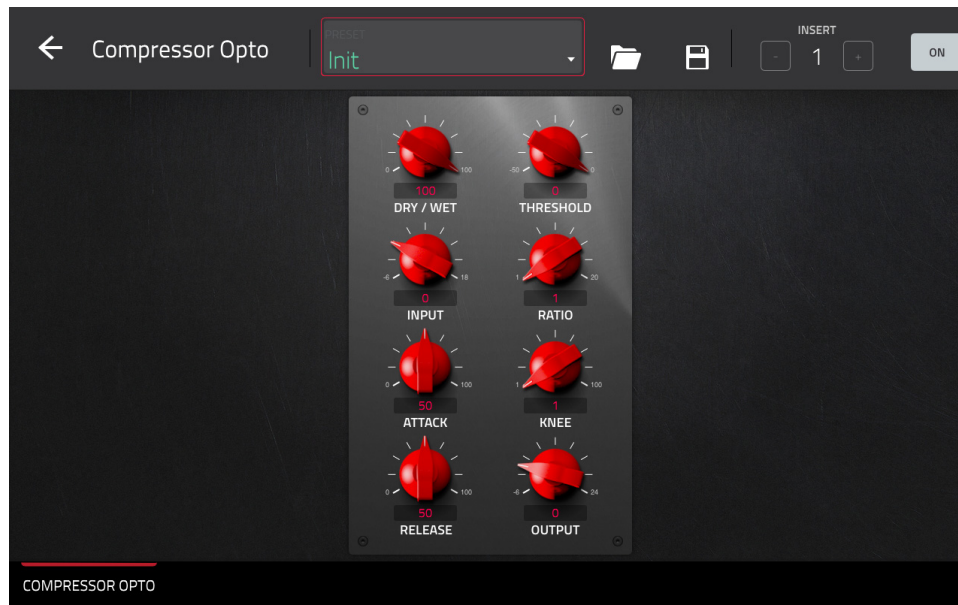 Compressor Opto
PRESET
Init
INSERT
- 1 +
ON
0 100
100
DRY / WET
-50 0
0
THRESHOLD
-6 18
0
INPUT
1 20
1
RATIO
0 100
50
ATTACK
1 100
1
KNEE
0 100
50
RELEASE
-6 24
0
OUTPUT
COMPRESSOR OPTO